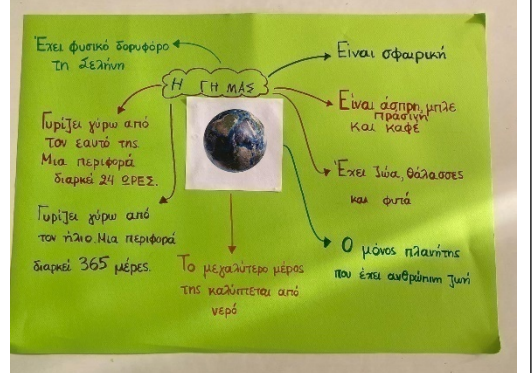 Η ΓΗ ΜΑΣ
Έχει φυσικό δορυφόρο
τη Σελήνη
Γυρίζει γύρω από
τον εαυτό της
Μια περιφορά
διαρκεί 24 ΩΡΕΣ.
Γυρίζει γύρω από
τον ήλιο. Μια περιφορά
διαρκεί 365 μέρες.
Το μεγαλύτερο μέρος
της καλύπτεται από
νερό
Είναι σφαιρική
Είναι άσπρη, μπλε
πράσινη
και καφέ
Έχει ζώα, θάλασσες
και φυτά
Ο μόνος πλανήτης
που έχει ανθρώπινη ζωή